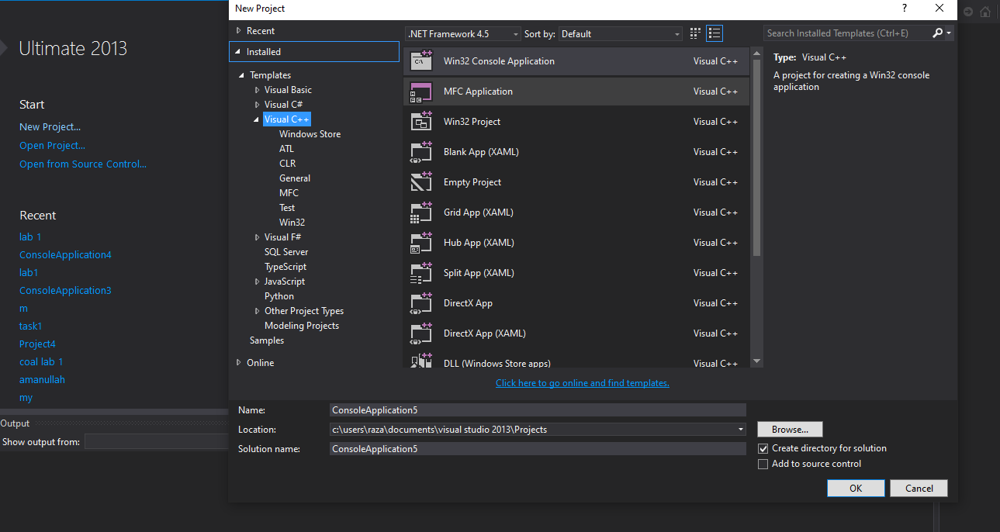 New Project
?
Ultimate 2013
Start
New Project...
Open Project...
Open from Source Control...
Recent
lab 1
ConsoleApplication4
lab1
ConsoleApplication3
m
task1
Project4
coal lab 1
amanullah
my
Output
Show output from:
Recent
Installed
Templates
Visual Basic
Visual C#
Visual C++
Windows Store
ATL
CLR
General
MFC
Test
Win32
Visual F#
SQL Server
TypeScript
JavaScript
Python
Other Project Types
Modeling Projects
Samples
Online
.NET Framework 4.5 Sort by: Default
Win32 Console Application Visual C++
MFC Application Visual C++
Win32 Project Visual C++
Blank App (XAML) Visual C++
Empty Project Visual C++
Grid App (XAML) Visual C++
Hub App (XAML) Visual C++
Split App (XAML) Visual C++
DirectX App Visual C++
DirectX App (XAML) Visual C++
DLL (Windows Store apps) Visual C++
Click here to go online and find templates.
Search Installed Templates (Ctrl+E)
Type: Visual C++
A project for creating a Win32 console
application
Name: ConsoleApplication5
Location: c:\users\raza\documents\visual studio 2013\Projects
Solution name: ConsoleApplication5
Browse...
Create directory for solution
Add to source control
OK
Cancel